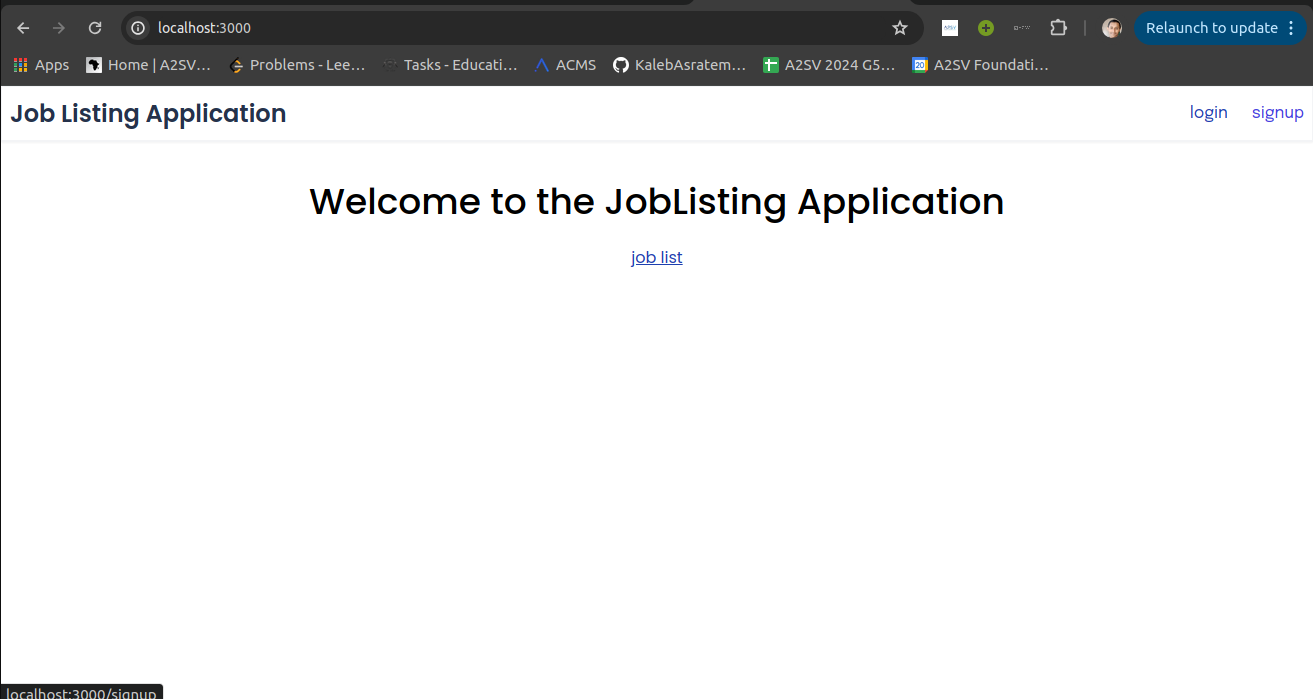 localhost:3000
Relaunch to update
Apps
Home | A2SV…
Problems - Lee…
Tasks - Educati…
ACMS
KalebAsratem…
A2SV 2024 G5…
20
A2SV Foundati…
Job Listing Application
login
signup
Welcome to the JobListing Application
job list
localhost:3000/signup